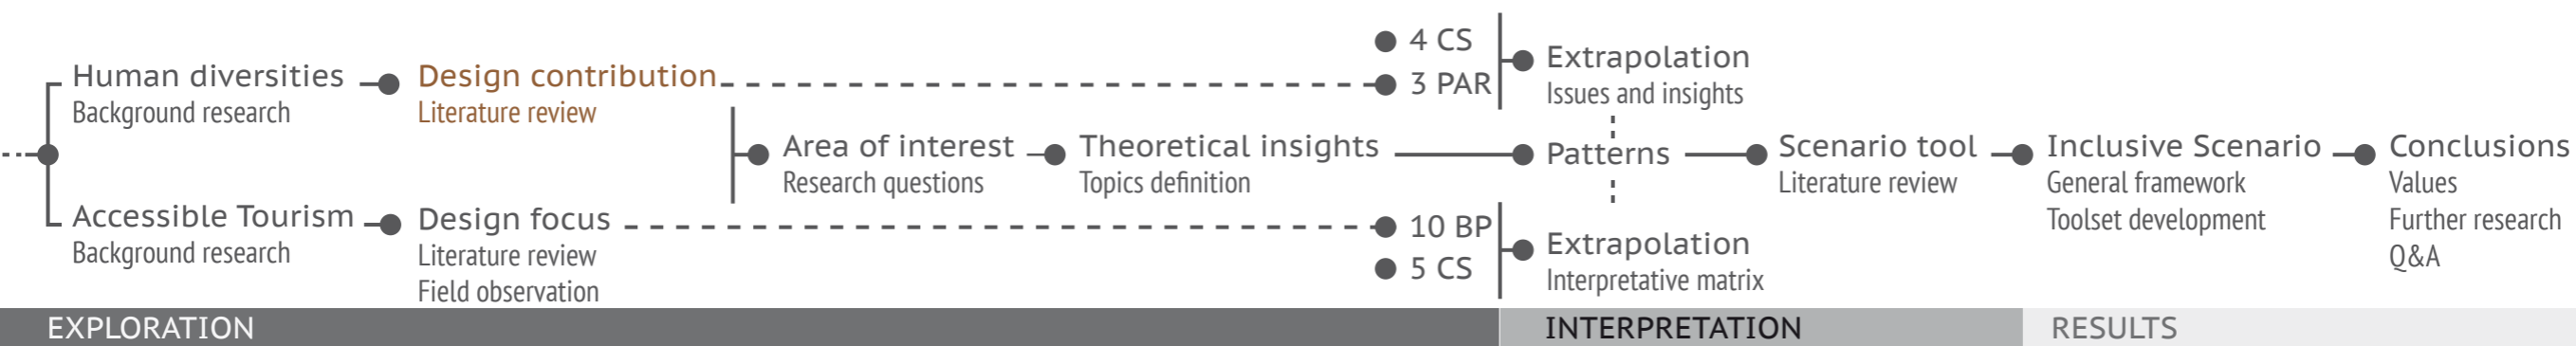 Human diversities
Background research
Design contribution
Literature review
4 CS
3 PAR
Extrapolation
Issues and insights
Area of interest
Research questions
Theoretical insights
Topics definition
Patterns
Scenario tool
Literature review
Inclusive Scenario
General framework
Toolset development
Conclusions
Values
Further research
Q&A
Accessible Tourism
Background research
Design focus
Literature review
Field observation
10 BP
5 CS
Extrapolation
Interpretative matrix
EXPLORATION
INTERPRETATION
RESULTS